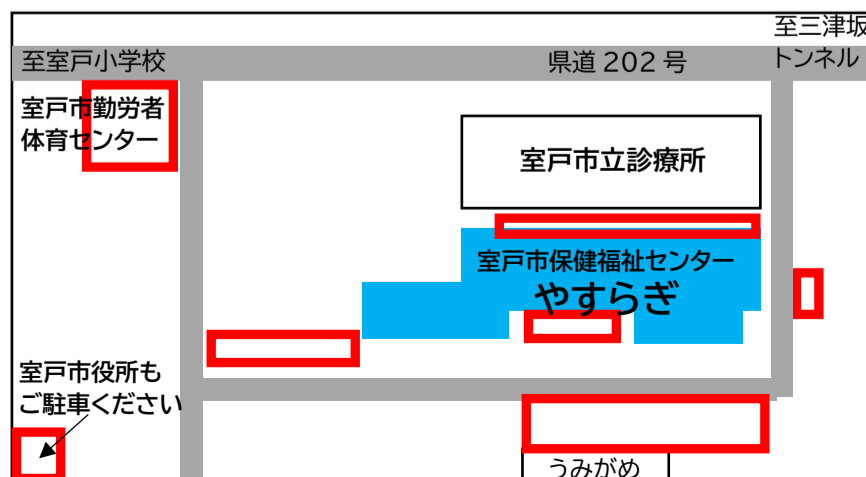 至三津坂
トンネル
至室戸小学校
県道 202 号
室戸市勤労者
体育センター
室戸市立診療所
室戸市保健福祉センター
やすらぎ
室戸市役所も
ご駐車ください
うみがめ